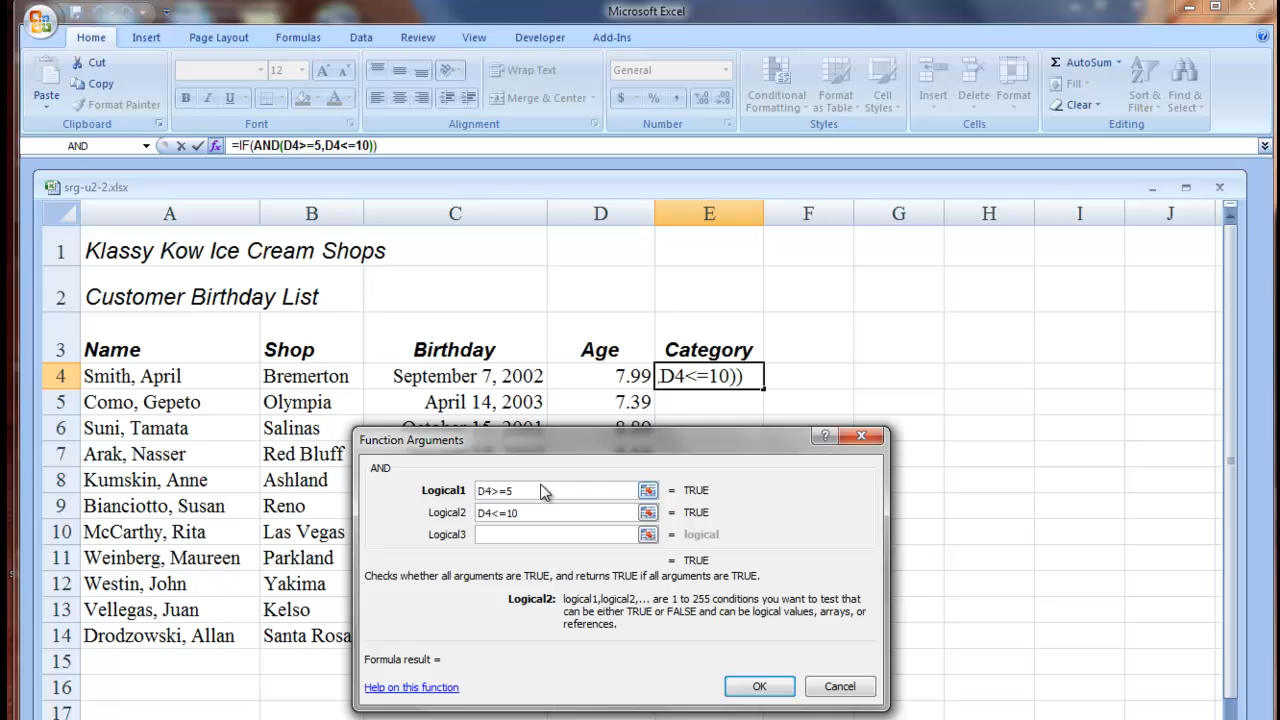 Microsoft Excel
Home Insert Page Layout Formulas Data Review View Developer Add-Ins
Paste
Cut
Copy
Format Painter
Clipboard
12
Font
Wrap Text
Merge & Center
Alignment
General
Number
Conditional Formatting
Format as Table
Cell Styles
Styles
Insert
Delete
Format
Cells
AutoSum
Fill
Clear
Sort & Filter
Find & Select
Editing
AND
fx =IF(AND(D4>=5,D4<=10))
srg-u2-2.xlsx
A B C D E F G H I J
1 Klassy Kow Ice Cream Shops
2 Customer Birthday List
3 Name Shop Birthday Age Category
4 Smith, April Bremerton September 7, 2002 7.99 ,D4<=10))
5 Como, Gepeto Olympia April 14, 2003 7.39
6 Suni, Tamata Salinas October 15, 2001 8.89
7 Arak, Nasser Red Bluff
8 Kumskin, Anne Ashland
9 Bianciotto, Susan Reno
10 McCarthy, Rita Las Vegas
11 Weinberg, Maureen Parkland
12 Westin, John Yakima
13 Vellegas, Juan Kelso
14 Drodzowski, Allan Santa Rosa
15
16
17
Function Arguments
AND
Logical1 D4>=5 = TRUE
Logical2 D4<=10 = TRUE
Logical3 = logical
= TRUE
Checks whether all arguments are TRUE, and returns TRUE if all arguments are TRUE.
Logical2: logical1,logical2,... are 1 to 255 conditions you want to test that
can be either TRUE or FALSE and can be logical values, arrays, or
references.
Formula result =
Help on this function
OK
Cancel